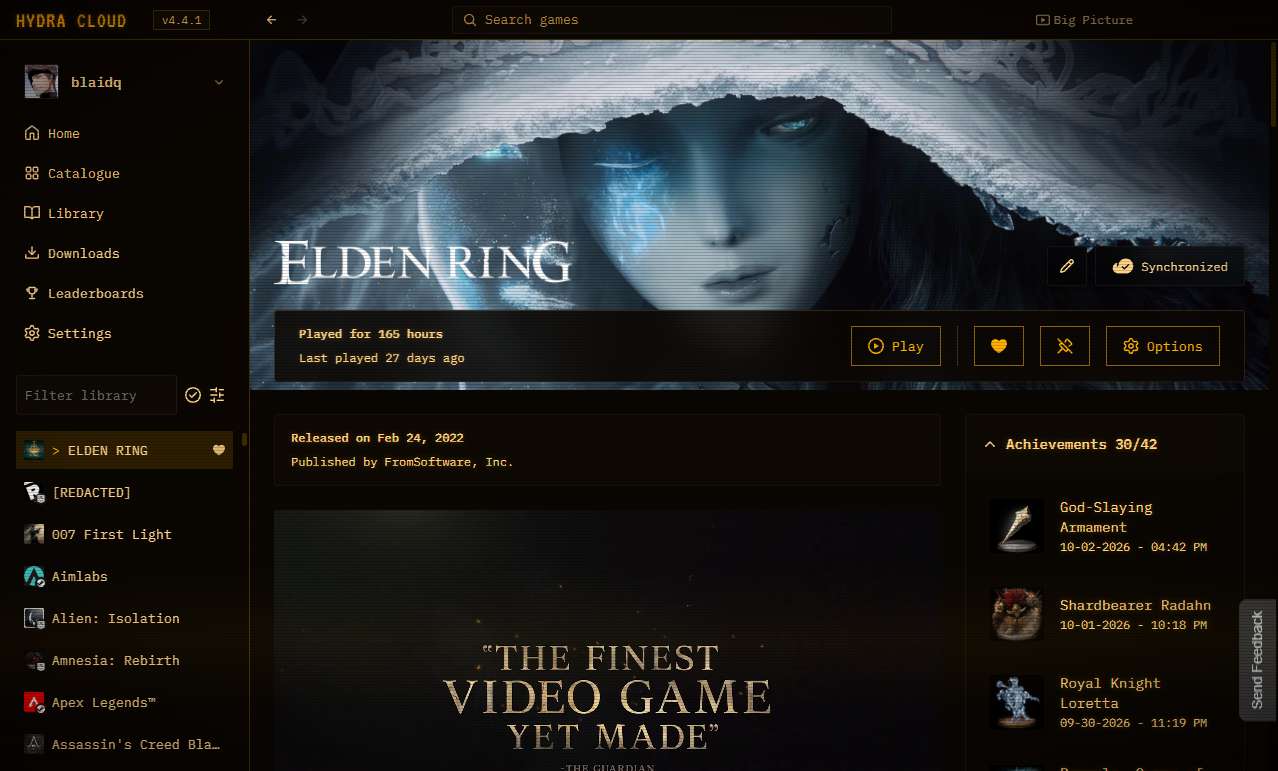 HYDRA CLOUD
v4.4.1
Search games
Big Picture
blaidq
Home
Catalogue
Library
Downloads
Leaderboards
Settings
Filter library
> ELDEN RING
[REDACTED]
007 First Light
Aimlabs
Alien: Isolation
Amnesia: Rebirth
Apex Legends™
Assassin's Creed Bla…
ELDEN RING
Synchronized
Played for 165 hours
Last played 27 days ago
Play
Options
Released on Feb 24, 2022
Published by FromSoftware, Inc.
“THE FINEST
VIDEO GAME
YET MADE”
-THE GUARDIAN
Achievements 30/42
God-Slaying
Armament
10-02-2026 - 04:42 PM
Shardbearer Radahn
10-01-2026 - 10:18 PM
Royal Knight
Loretta
09-30-2026 - 11:19 PM
Send Feedback